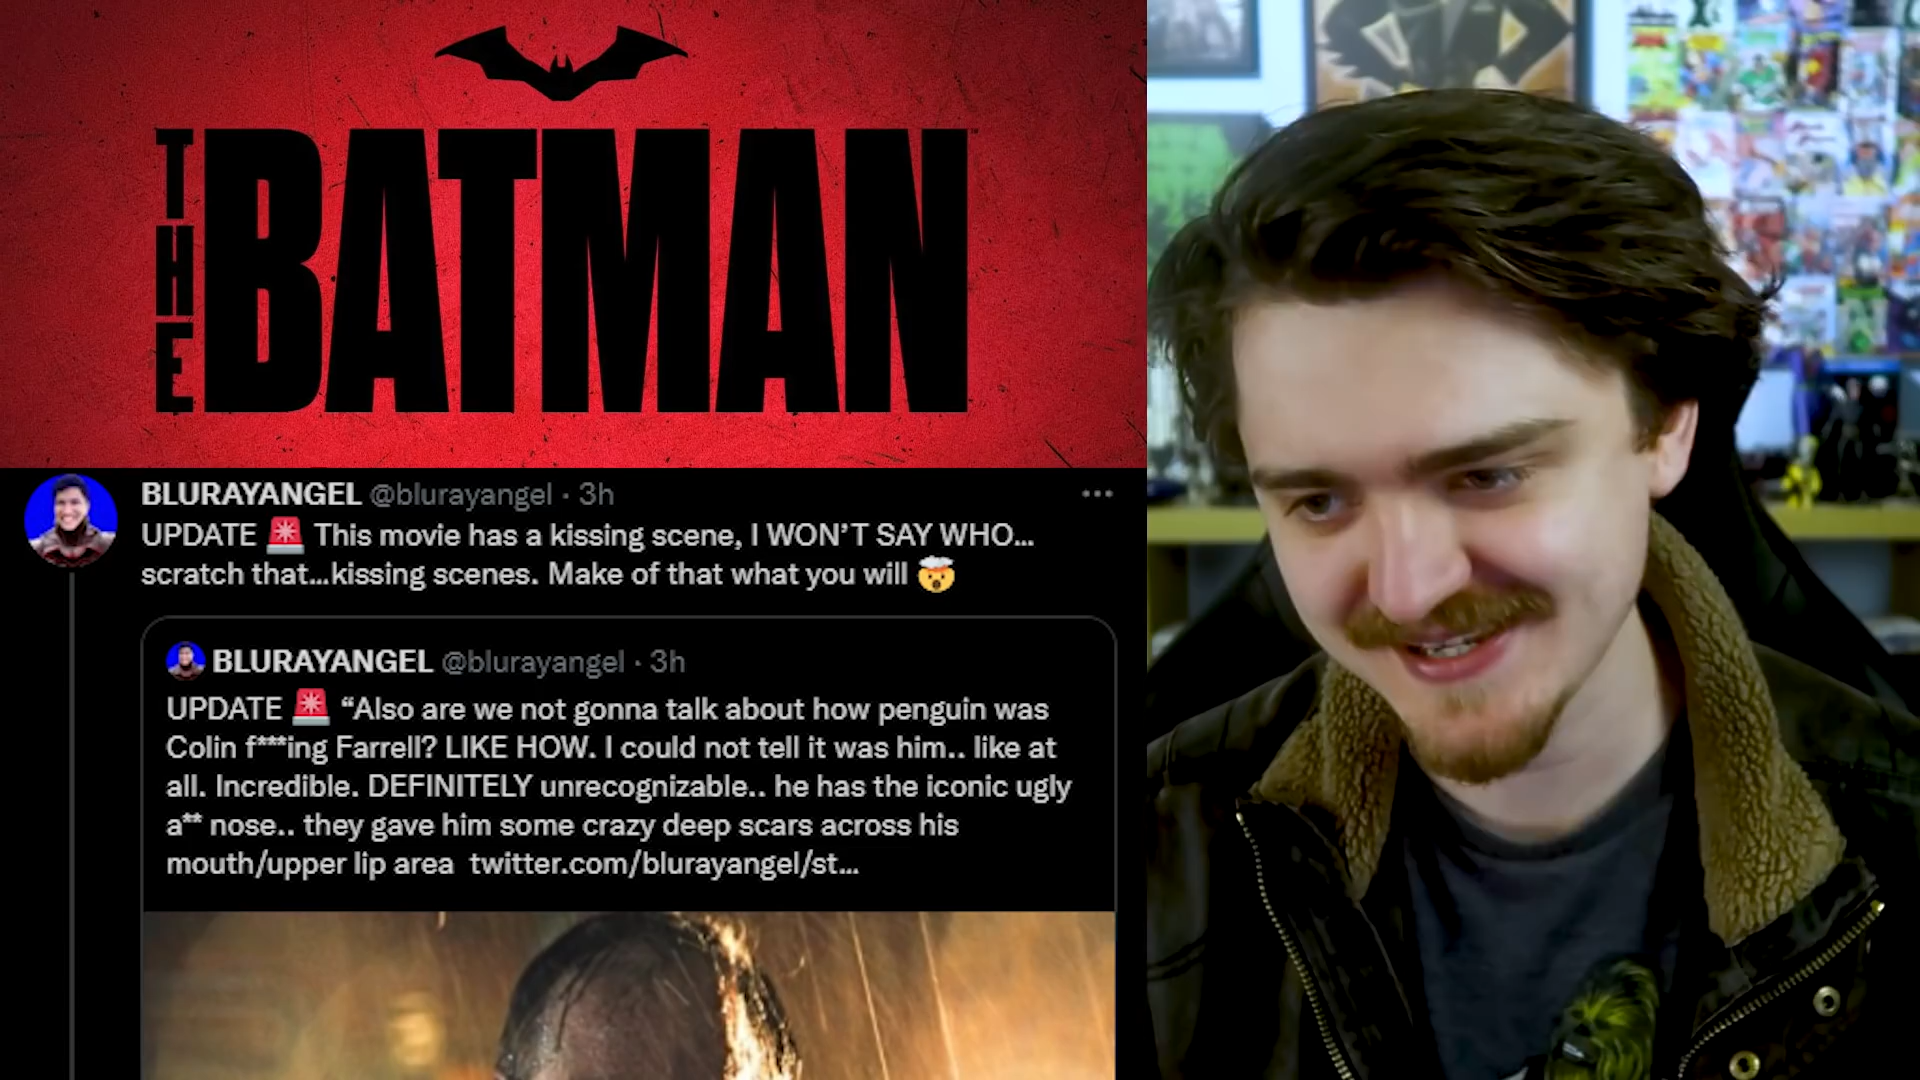 THE
BATMAN
BLURAYANGEL @blurayangel · 3h
UPDATE 🚨 This movie has a kissing scene, I WON’T SAY WHO...
scratch that...kissing scenes. Make of that what you will 🤯
BLURAYANGEL @blurayangel · 3h
UPDATE 🚨 “Also are we not gonna talk about how penguin was
Colin f***ing Farrell? LIKE HOW. I could not tell it was him.. like at
all. Incredible. DEFINITELY unrecognizable.. he has the iconic ugly
a** nose.. they gave him some crazy deep scars across his
mouth/upper lip area twitter.com/blurayangel/st...